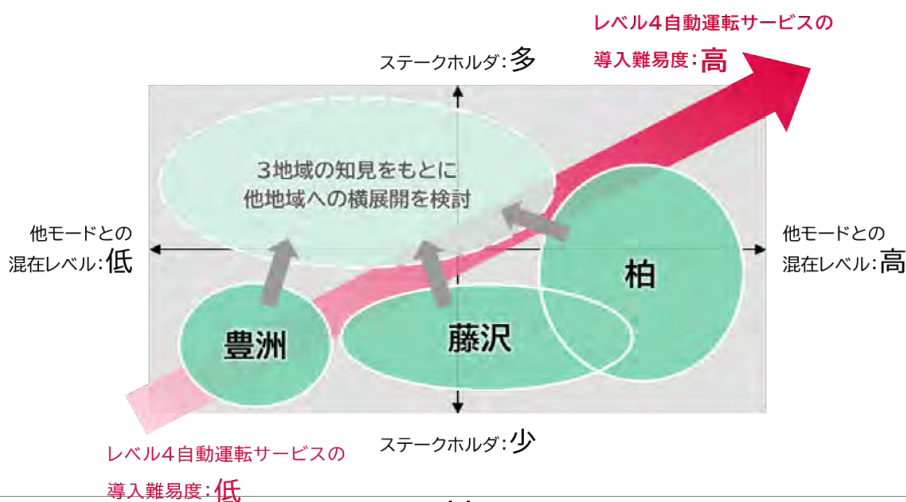 レベル4自動運転サービスの
導入難易度:高
ステークホルダ:多
3地域の知見をもとに
他地域への横展開を検討
他モードとの
混在レベル:低
他モードとの
混在レベル:高
柏
豊洲
藤沢
ステークホルダ:少
レベル4自動運転サービスの
導入難易度:低